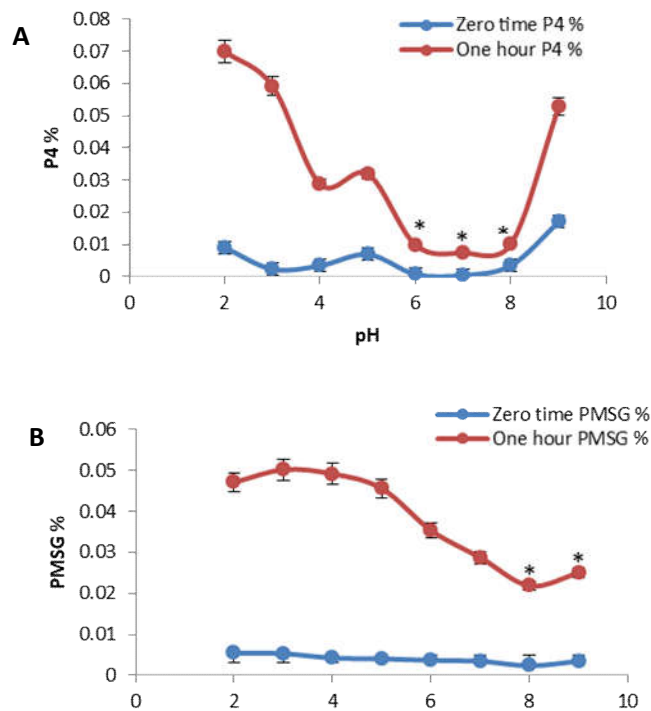 A
Zero time P4 %
One hour P4 %
0.08
0.07
0.06
0.05
0.04
0.03
0.02
0.01
0
P4 %
* * *
0 2 4 6 8 10
pH
B
Zero time PMSG %
One hour PMSG %
0.06
0.05
0.04
0.03
0.02
0.01
0
PMSG %
* *
0 2 4 6 8 10